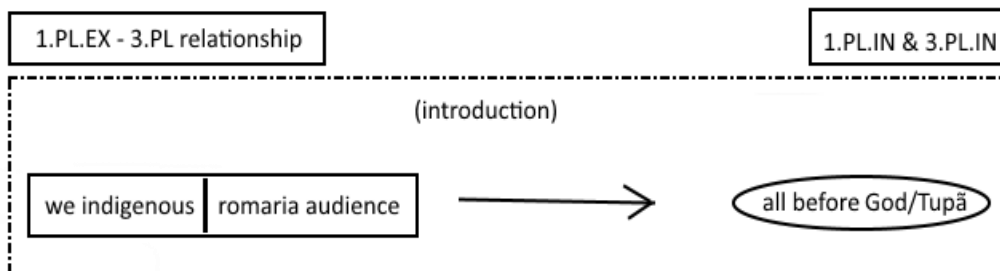 1.PL.EX - 3.PL relationship
1.PL.IN & 3.PL.IN
(introduction)
we indigenous romaria audience
all before God/Tupã